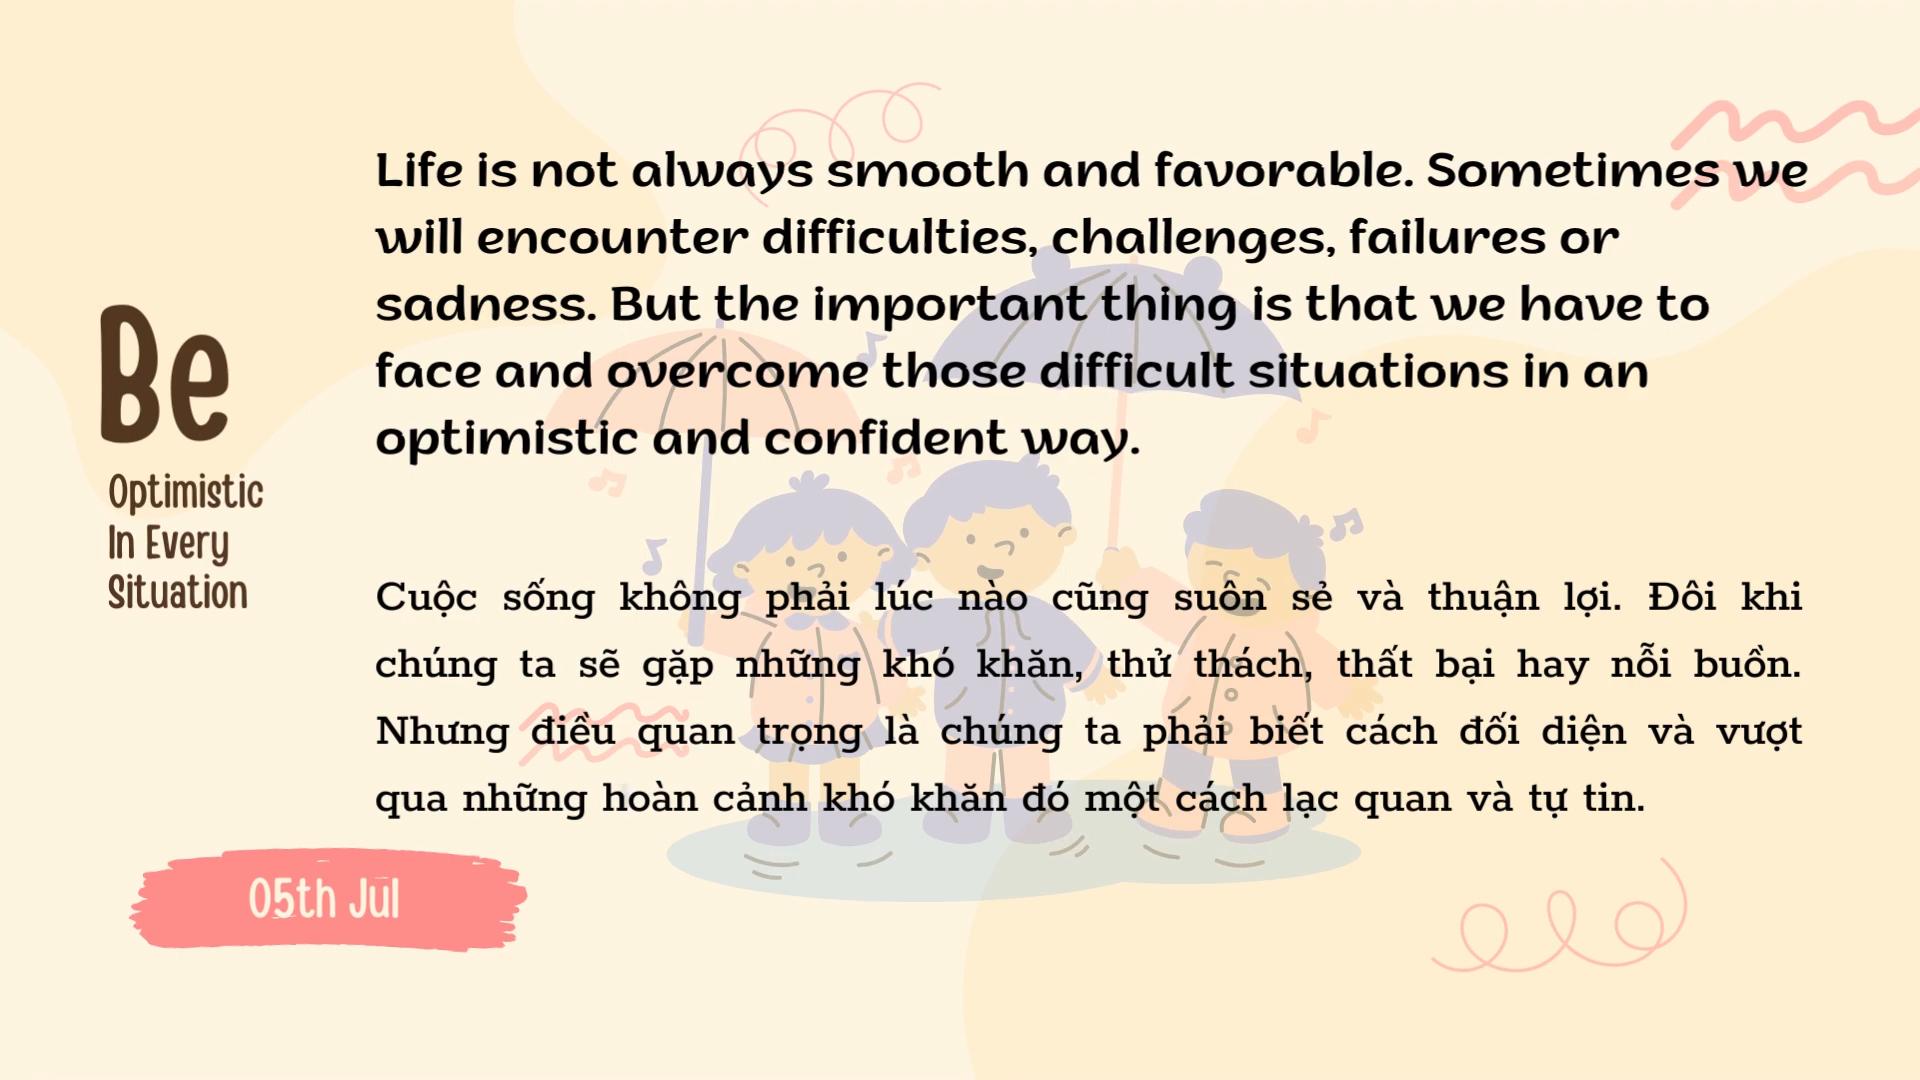 Life is not always smooth and favorable. Sometimes we
will encounter difficulties, challenges, failures or
sadness. But the important thing is that we have to
face and overcome those difficult situations in an
optimistic and confident way.
Be
Optimistic
In Every
Situation
Cuộc sống không phải lúc nào cũng suôn sẻ và thuận lợi. Đôi khi
chúng ta sẽ gặp những khó khăn, thử thách, thất bại hay nỗi buồn.
Nhưng điều quan trọng là chúng ta phải biết cách đối diện và vượt
qua những hoàn cảnh khó khăn đó một cách lạc quan và tự tin.
05th Jul